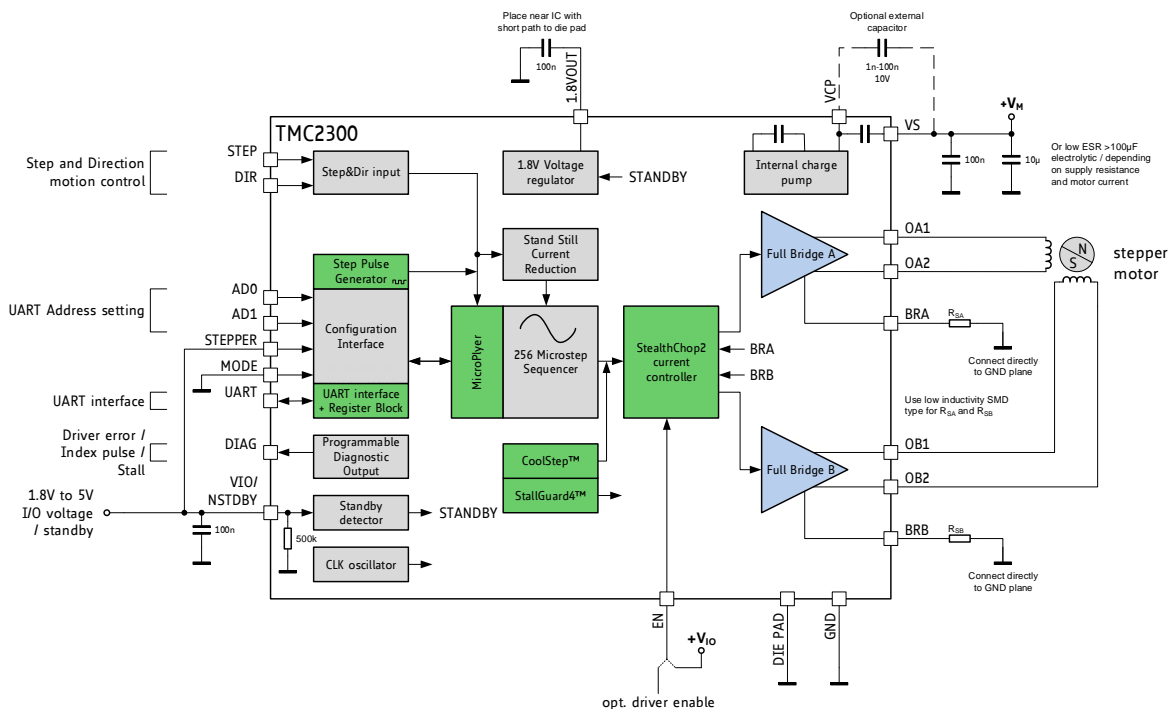 Place near IC with
short path to die pad
100n
1.8VOUT
Optional external
capacitor
1n-100n
10V
VCP
+VM
VS
100n
10µ
Or low ESR >100µF
electrolytic / depending
on supply resistance
and motor current
TMC2300
Step and Direction
motion control
STEP
DIR
Step&Dir input
1.8V Voltage
regulator
STANDBY
Internal charge
pump
Stand Still
Current
Reduction
Step Pulse
Generator
Full Bridge A
OA1
OA2
N
S
stepper
motor
UART Address setting
AD0
AD1
STEPPER
MODE
Configuration
Interface
MicroPlyer
256 Microstep
Sequencer
StealthChop2
current
controller
BRA
BRB
BRA
RSA
Connect directly
to GND plane
UART interface
UART
UART interface
+ Register Block
Use low inductivity SMD
type for RSA and RSB
Driver error /
Index pulse /
Stall
DIAG
Programmable
Diagnostic
Output
CoolStep™
StallGuard4™
Full Bridge B
OB1
OB2
1.8V to 5V
I/O voltage
/ standby
VIO/
NSTDBY
100n
500k
Standby
detector
STANDBY
CLK oscillator
BRB
RSB
Connect directly
to GND plane
EN
+VIO
opt. driver enable
DIE PAD
GND